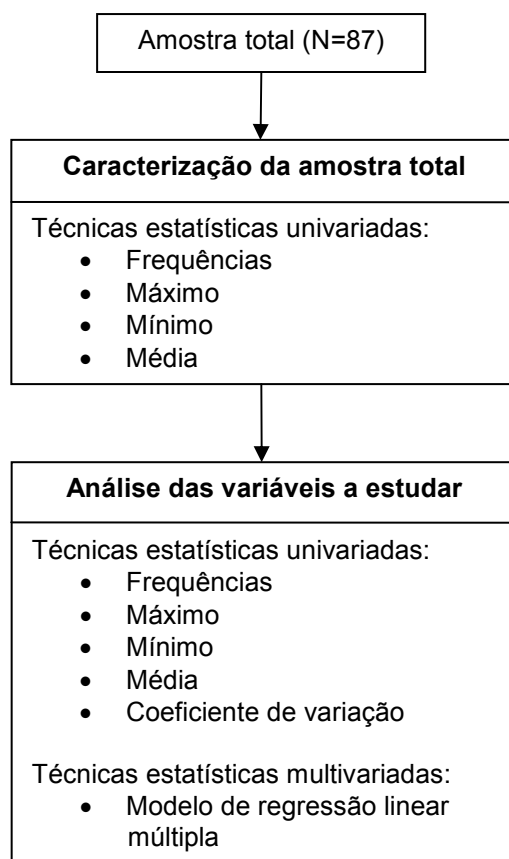 Amostra total (N=87)
Caracterização da amostra total
Técnicas estatísticas univariadas:
• Frequências
• Máximo
• Mínimo
• Média
Análise das variáveis a estudar
Técnicas estatísticas univariadas:
• Frequências
• Máximo
• Mínimo
• Média
• Coeficiente de variação
Técnicas estatísticas multivariadas:
• Modelo de regressão linear
múltipla